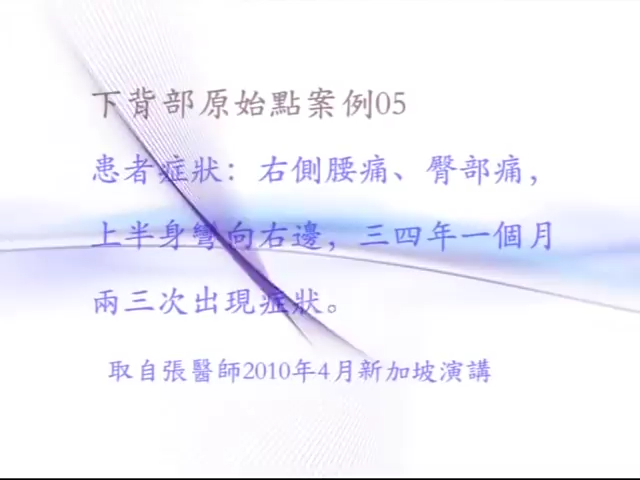 下背部原始點案例05
患者症狀：右側腰痛、臀部痛，
上半身彎向右邊，三四年一個月
兩三次出現症狀。
取自張醫師2010年4月新加坡演講